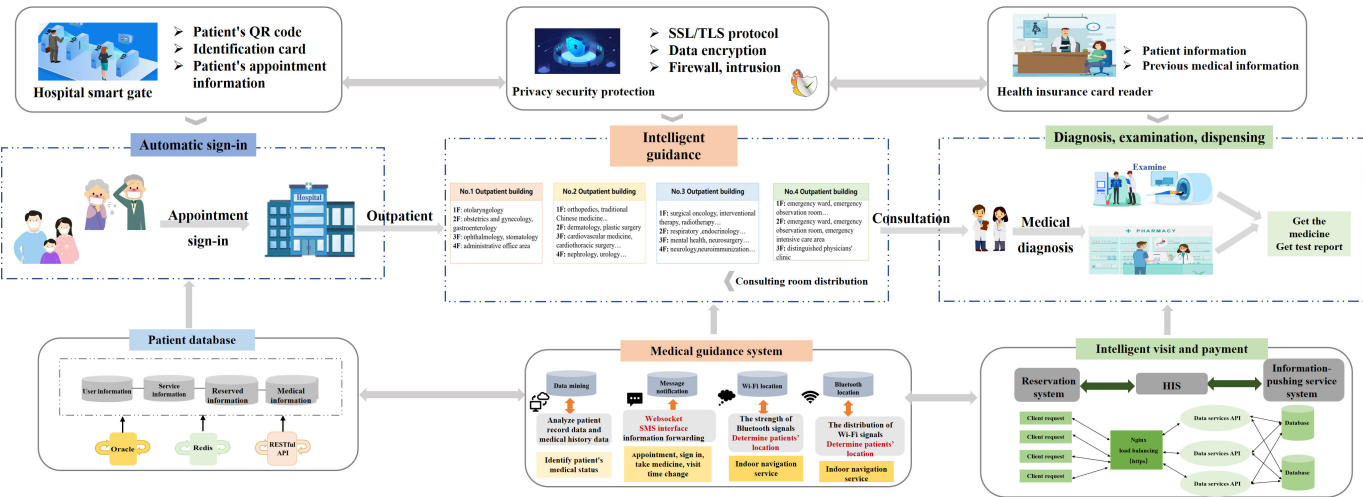 ➢ Patient's QR code
➢ Identification card
➢ Patient's appointment
information
Hospital smart gate
➢ SSL/TLS protocol
➢ Data encryption
➢ Firewall, intrusion
Privacy security protection
➢ Patient information
➢ Previous medical information
Health insurance card reader
Automatic sign-in
Hospital
Appointment
sign-in
Outpatient
Intelligent
guidance
No.1 Outpatient building
1F: otolaryngology
2F: obstetrics and gynecology,
gastroenterology
3F: ophthalmology, stomatology
4F: administrative office area
No.2 Outpatient building
1F: orthopedics, traditional
Chinese medicine...
2F: dermatology, plastic surgery
3F: cardiovascular medicine,
cardiothoracic surgery...
4F: nephrology, urology...
No.3 Outpatient building
1F: surgical oncology, interventional
therapy, radiotherapy...
2F: respiratory ,endocrinology...
3F: mental health, neurosurgery...
4F: neurology,neuroimmunization...
No.4 Outpatient building
1F: emergency ward, emergency
observation room...
2F: emergency ward, emergency
observation room, emergency
intensive care area
3F: distinguished physicians'
clinic
Consulting room distribution
Consultation
Diagnosis, examination, dispensing
Medical
diagnosis
Examine
PHARMACY
Get the
medicine
Get test report
Patient database
User information
Service
information
Reserved
information
Medical
information
Oracle
Redis
RESTful
API
Medical guidance system
Data mining
Analyze patient
record data and
medical history data
Identify patient's
medical status
Message
notification
Websocket
SMS interface
information forwarding
Appointment, sign in,
take medicine, visit
time change
Wi-Fi location
The strength of
Bluetooth signals
Determine patients'
location
Indoor navigation
service
Bluetooth
location
The distribution of
Wi-Fi signals
Determine patients'
location
Indoor navigation
service
Intelligent visit and payment
Reservation
system
HIS
Information-
pushing service
system
Client request
Client request
Client request
Client request
Nginx
load balancing
[https]
Data services API
Data services API
Data services API
Database
Database